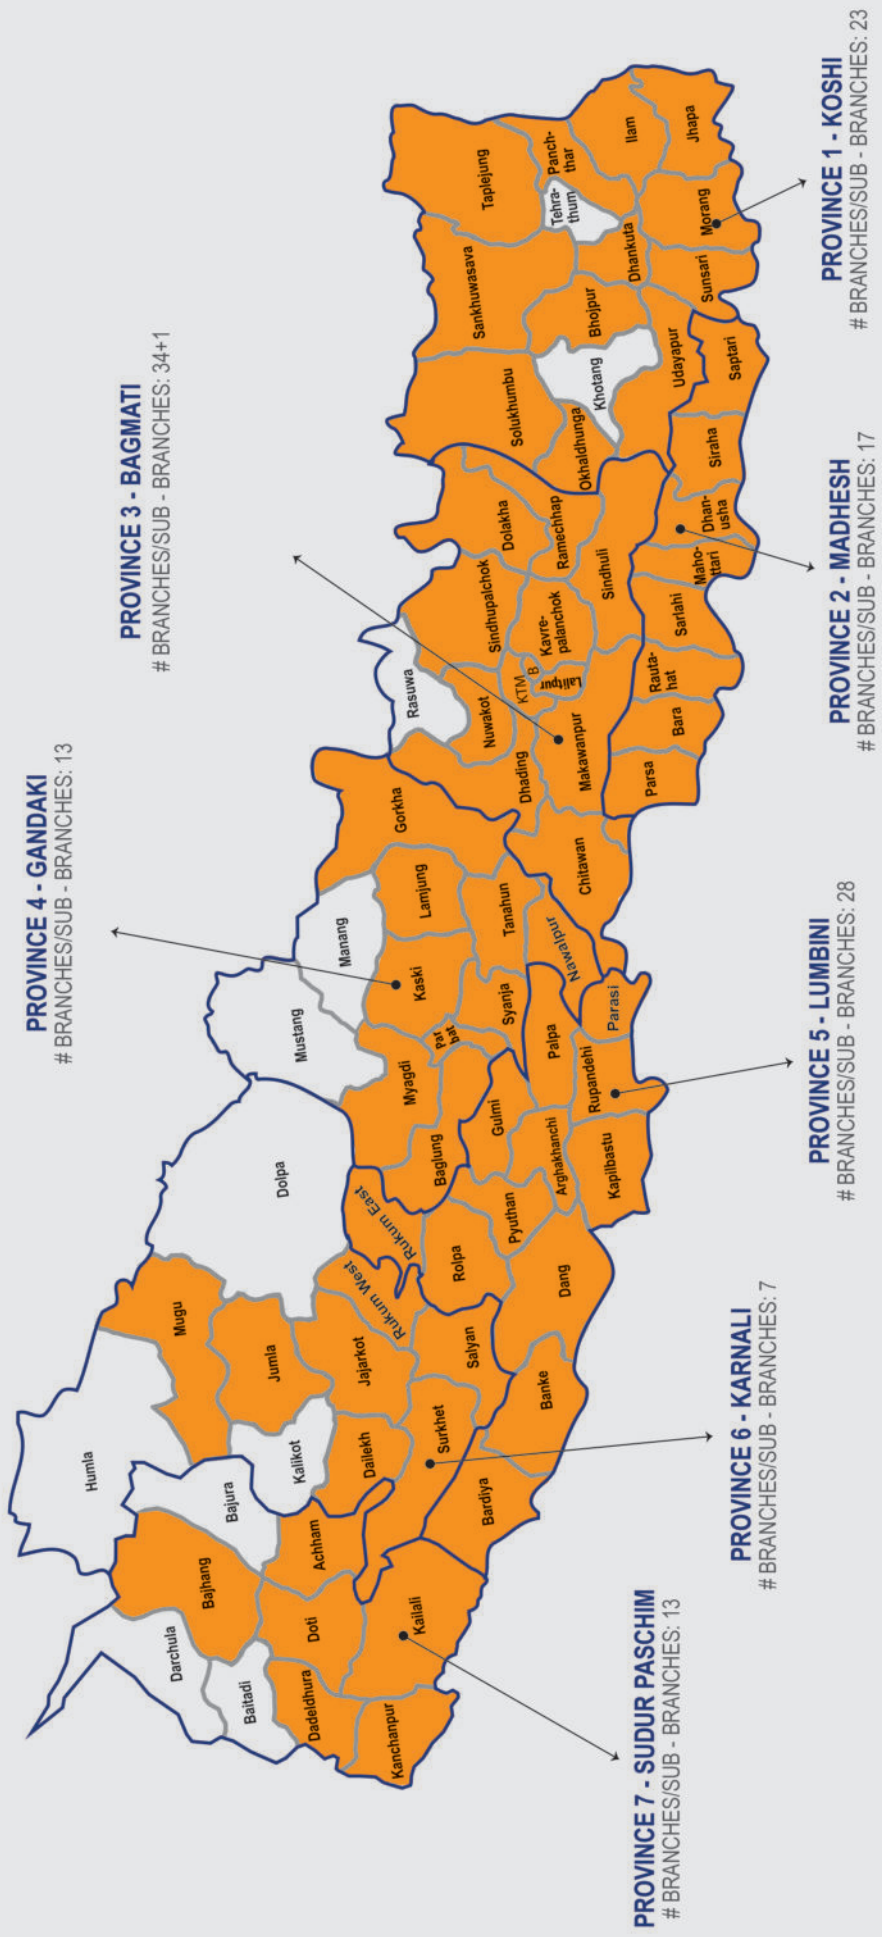 PROVINCE 7 - SUDUR PASCHIM
# BRANCHES/SUB - BRANCHES: 13
PROVINCE 6 - KARNALI
# BRANCHES/SUB - BRANCHES: 7
PROVINCE 5 - LUMBINI
# BRANCHES/SUB - BRANCHES: 28
PROVINCE 4 - GANDAKI
# BRANCHES/SUB - BRANCHES: 13
PROVINCE 3 - BAGMATI
# BRANCHES/SUB - BRANCHES: 34+1
PROVINCE 2 - MADHESH
# BRANCHES/SUB - BRANCHES: 17
PROVINCE 1 - KOSHI
# BRANCHES/SUB - BRANCHES: 23
Darchula
Baitadi
Dadeldhura
Kanchanpur
Bajhang
Bajura
Doti
Achham
Kailali
Humla
Mugu
Jumla
Kalikot
Dolpa
Dailekh
Jajarkot
Rukum West
Surkhet
Salyan
Bardiya
Banke
Dang
Rukum East
Rolpa
Pyuthan
Gulmi
Arghakhanchi
Kapilbastu
Palpa
Rupandehi
Parasi
Mustang
Manang
Myagdi
Baglung
Par
bat
Kaski
Syanja
Lamjung
Tanahun
Gorkha
Nawalpur
Rasuwa
Nuwakot
Dhading
Chitawan
Makawanpur
KTM
B
Lalitpur
Kavre-
palanchok
Sindhupalchok
Dolakha
Ramechhap
Sindhuli
Parsa
Bara
Rauta-
hat
Sarlahi
Maho-
ttari
Dhan-
usha
Siraha
Saptari
Solukhumbu
Okhaldhunga
Khotang
Udayapur
Sankhuwasava
Bhojpur
Dhankuta
Sunsari
Morang
Taplejung
Tehra-
thum
Panch-
thar
Ilam
Jhapa